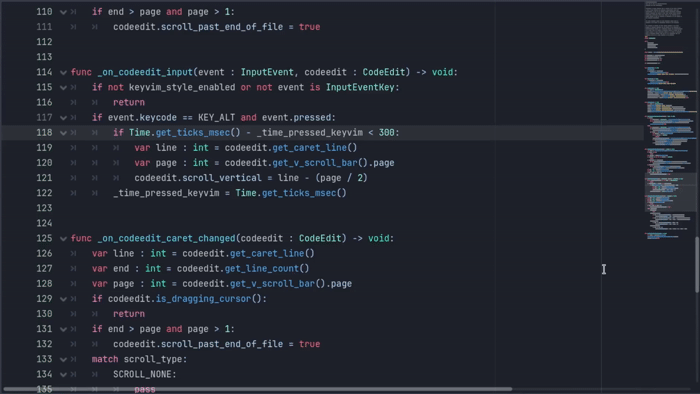 110 if end > page and page > 1:
111 codeedit.scroll_past_end_of_file = true
112
113
114 func _on_codeedit_input(event : InputEvent, codeedit : CodeEdit) -> void:
115 if not keyvim_style_enabled or not event is InputEventKey:
116 return
117 if event.keycode == KEY_ALT and event.pressed:
118 if Time.get_ticks_msec() - _time_pressed_keyvim < 300:
119 var line : int = codeedit.get_caret_line()
120 var page : int = codeedit.get_v_scroll_bar().page
121 codeedit.scroll_vertical = line - (page / 2)
122 _time_pressed_keyvim = Time.get_ticks_msec()
123
124
125 func _on_codeedit_caret_changed(codeedit : CodeEdit) -> void:
126 var line : int = codeedit.get_caret_line()
127 var end : int = codeedit.get_line_count()
128 var page : int = codeedit.get_v_scroll_bar().page
129 if codeedit.is_dragging_cursor():
130 return
131 if end > page and page > 1:
132 codeedit.scroll_past_end_of_file = true
133 match scroll_type:
134 SCROLL_NONE:
135 pass